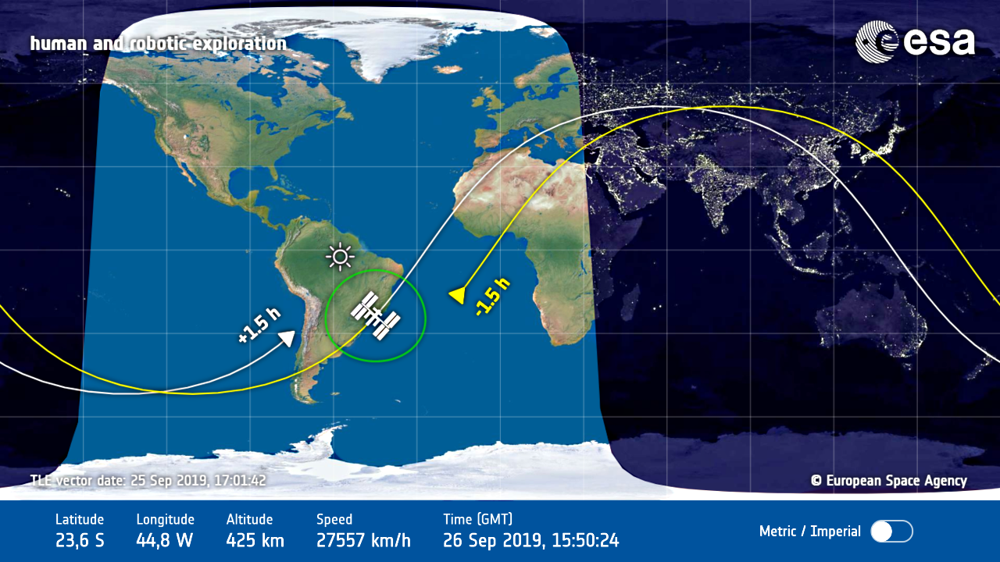 human and robotic exploration
esa
-1.5 h
+1.5 h
TLE vector date: 25 Sep 2019, 17:01:42
© European Space Agency
Latitude
23,6 S
Longitude
44,8 W
Altitude
425 km
Speed
27557 km/h
Time (GMT)
26 Sep 2019, 15:50:24
Metric / Imperial